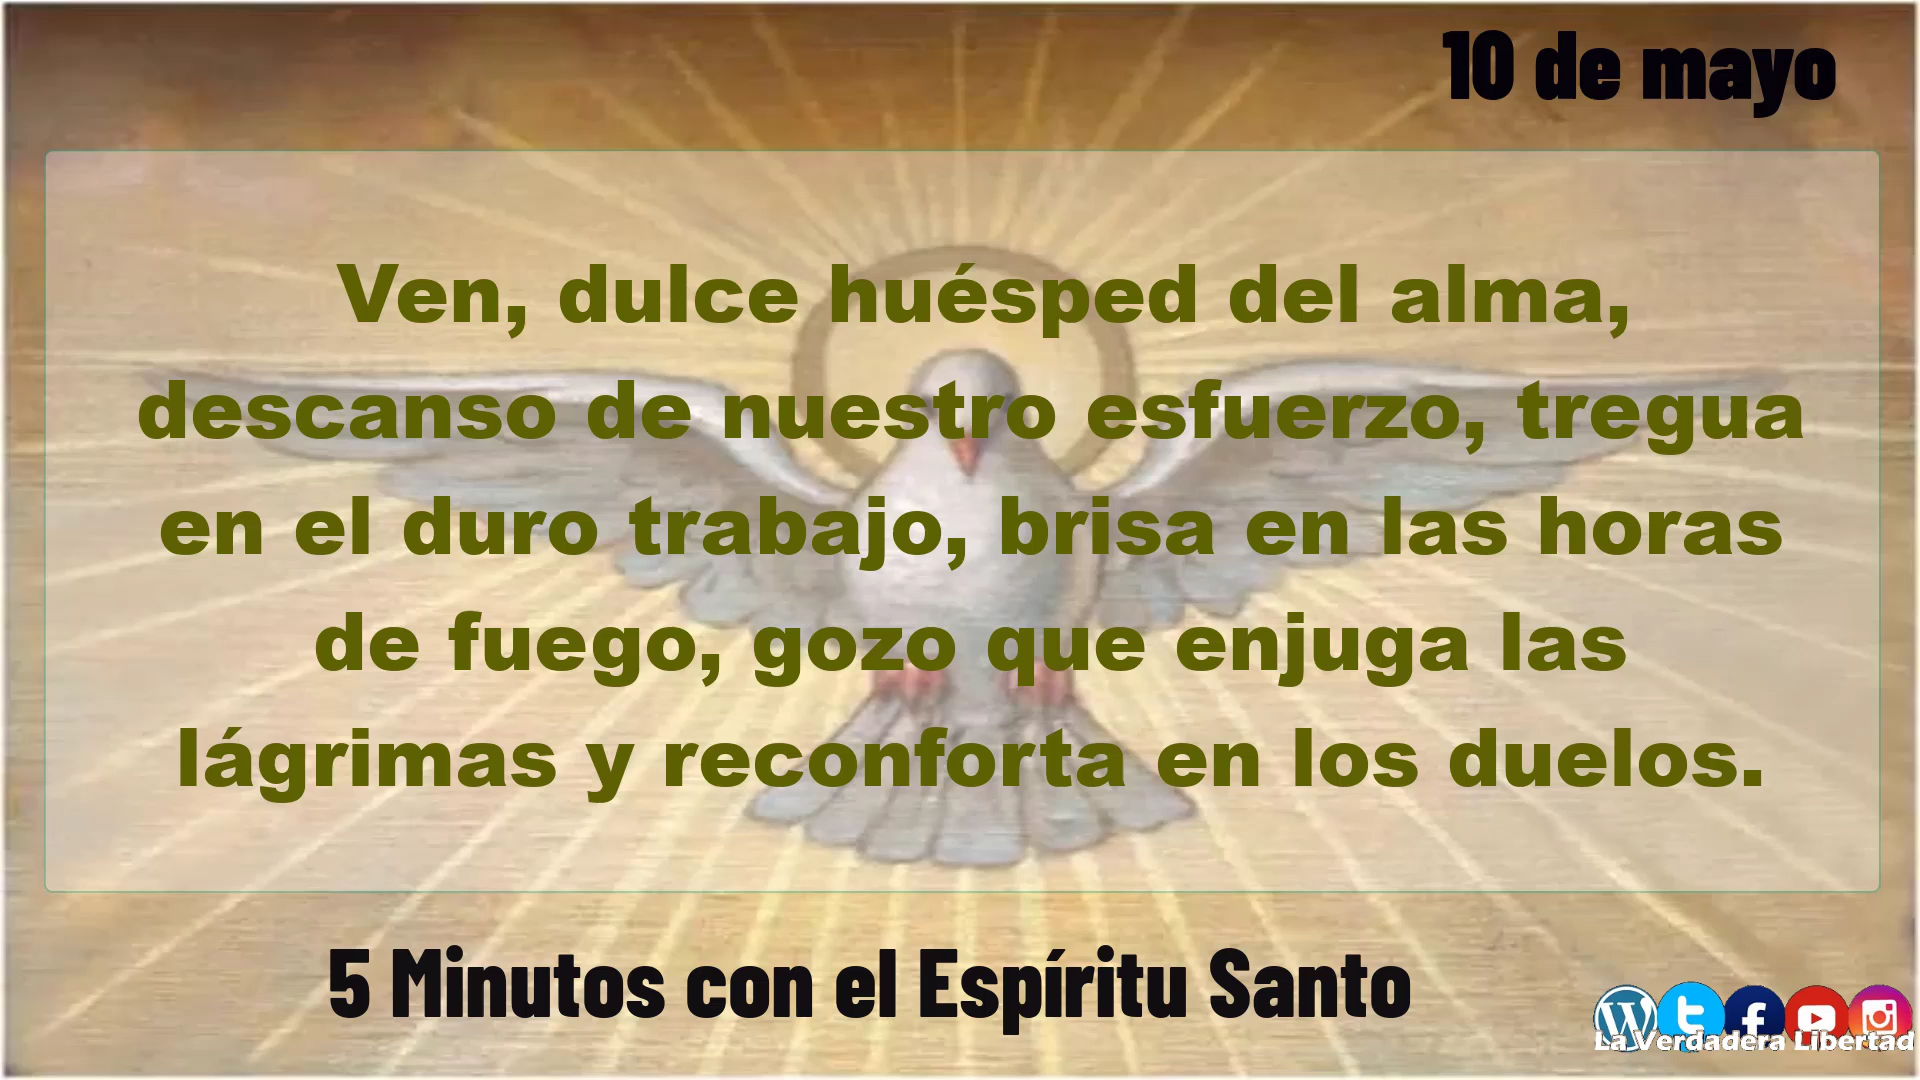 10 de mayo
Ven, dulce huésped del alma,
descanso de nuestro esfuerzo, tregua
en el duro trabajo, brisa en las horas
de fuego, gozo que enjuga las
lágrimas y reconforta en los duelos.
5 Minutos con el Espíritu Santo
La Verdadera Libertad